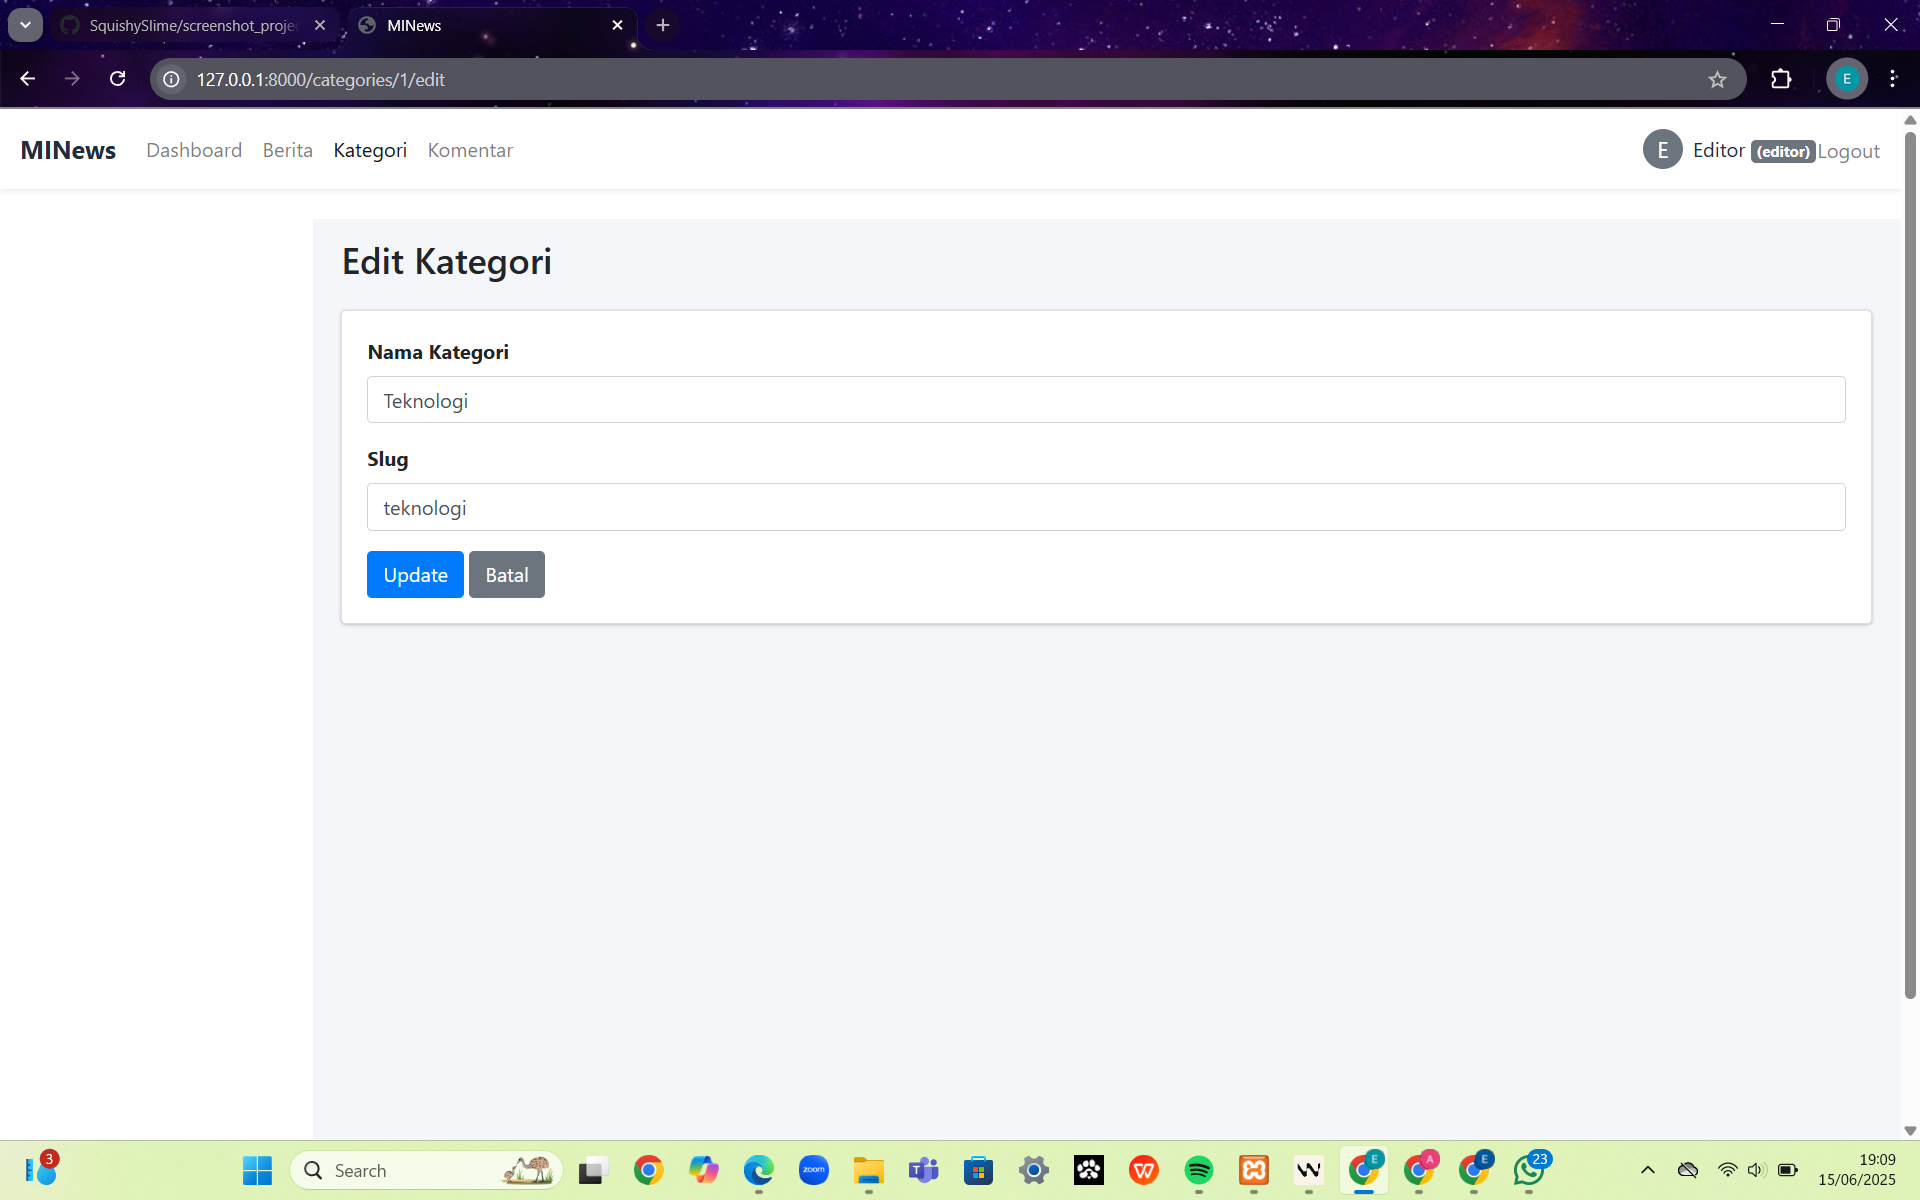 SquishySlime/screenshot_proje
MINews
127.0.0.1:8000/categories/1/edit
E
MINews
Dashboard
Berita
Kategori
Komentar
E
Editor (editor) Logout
Edit Kategori
Nama Kategori
Teknologi
Slug
teknologi
Update
Batal
3
Search
zoom
E
A
E
23
19:09
15/06/2025